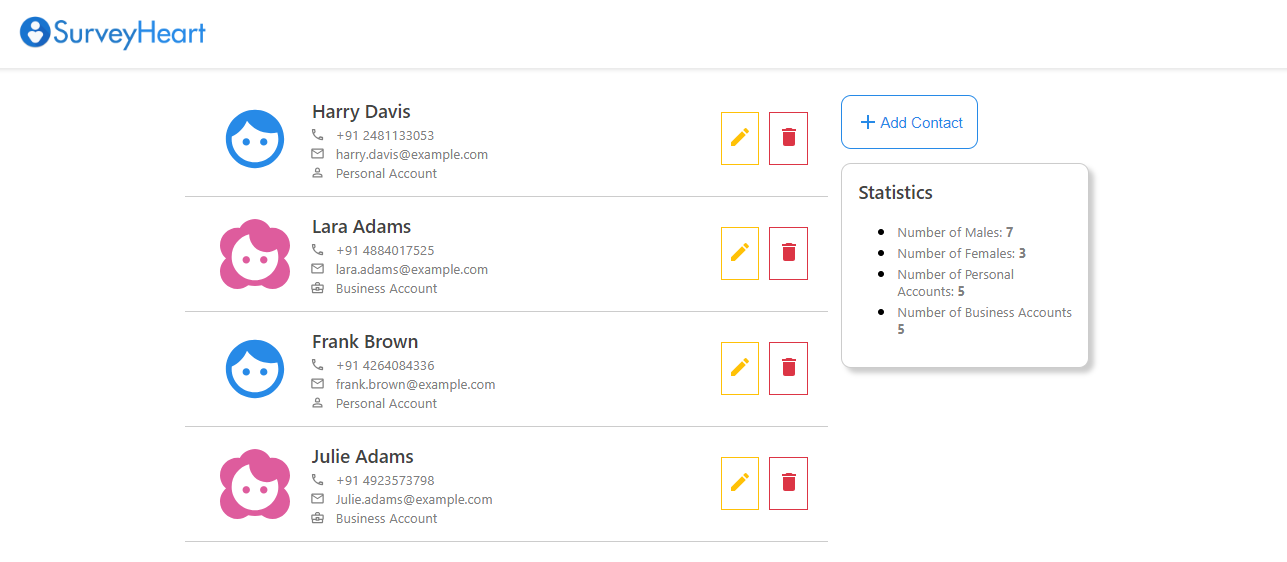 SurveyHeart
Harry Davis
+91 2481133053
harry.davis@example.com
Personal Account
Lara Adams
+91 4884017525
lara.adams@example.com
Business Account
Frank Brown
+91 4264084336
frank.brown@example.com
Personal Account
Julie Adams
+91 4923573798
Julie.adams@example.com
Business Account
+ Add Contact
Statistics
• Number of Males: 7
• Number of Females: 3
• Number of Personal
Accounts: 5
• Number of Business Accounts
5